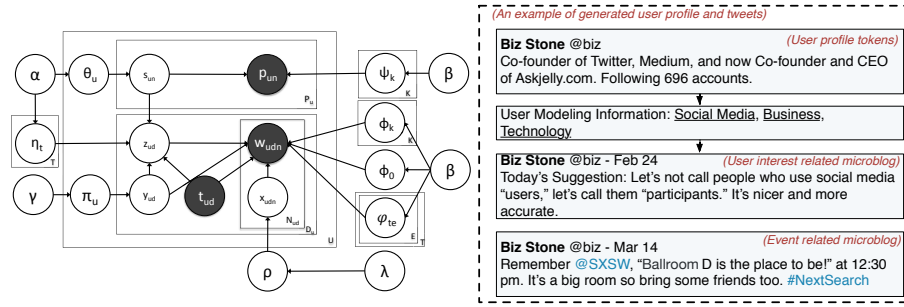 α
θu
sun
pun
ψk
β
K
Pu
ηt
T
zud
wudn
ϕk
K
ϕ0
β
γ
πu
yud
tud
xudn
φte
E
T
Nud
Du
U
ρ
λ
(An example of generated user profile and tweets)
(User profile tokens)
Biz Stone @biz
Co-founder of Twitter, Medium, and now Co-founder and CEO
of Askjelly.com. Following 696 accounts.
User Modeling Information: Social Media, Business,
Technology
Biz Stone @biz - Feb 24
(User interest related microblog)
Today’s Suggestion: Let’s not call people who use social media
“users,” let’s call them “participants.” It’s nicer and more
accurate.
(Event related microblog)
Biz Stone @biz - Mar 14
Remember @SXSW, “Ballroom D is the place to be!” at 12:30
pm. It’s a big room so bring some friends too. #NextSearch